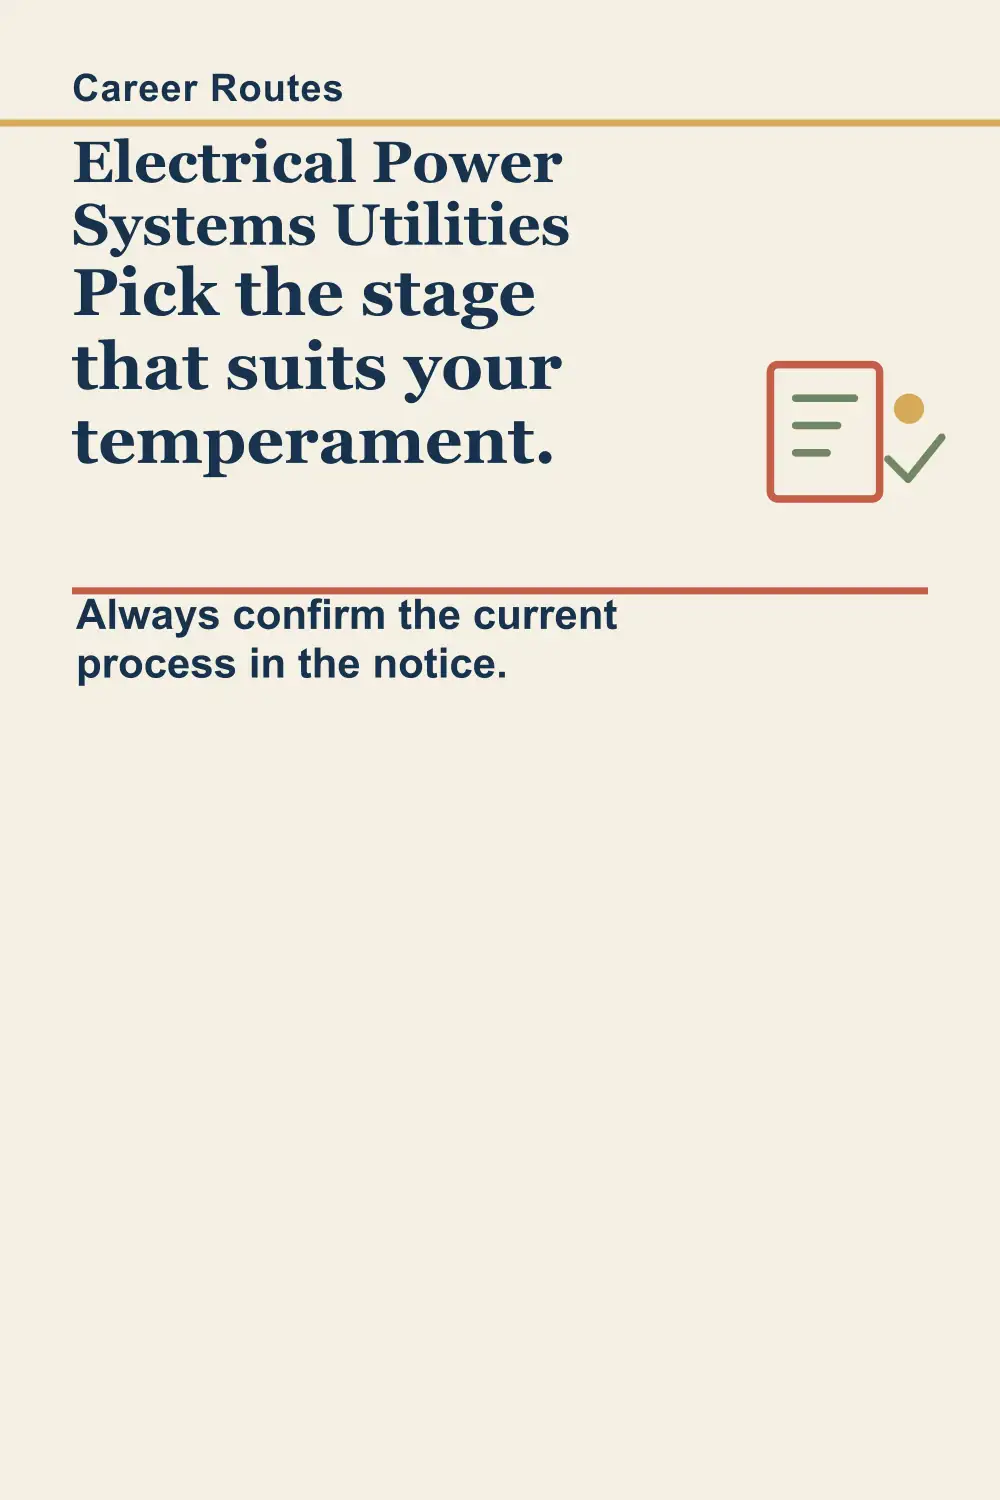 Career Routes
Electrical Power
Systems Utilities
Pick the stage
that suits your
temperament.
Always confirm the current
process in the notice.